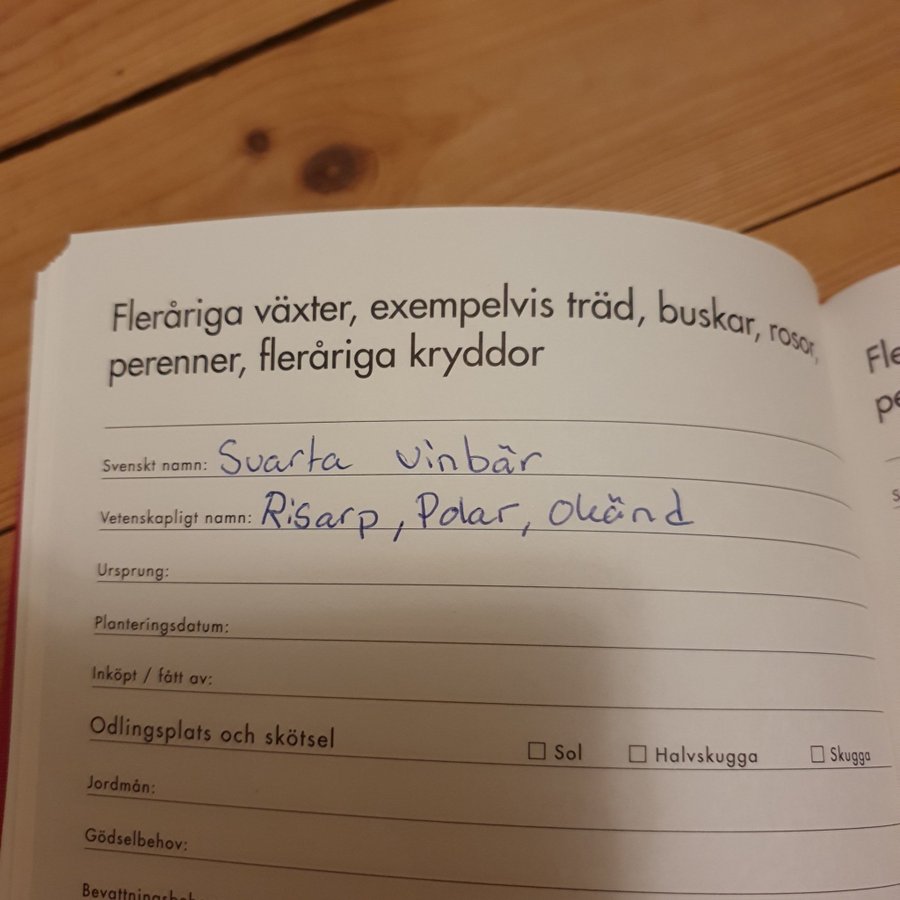 Fleråriga växter, exempelvis träd, buskar, rosor,
perenner, fleråriga kryddor
Svenskt namn: Svarta vinbär
Vetenskapligt namn: Risarp, Polar, Okänd
Ursprung:
Planteringsdatum:
Inköpt / fått av:
Odlingsplats och skötsel ☐ Sol ☐ Halvskugga ☐ Skugga
Jordmån:
Gödselbehov: